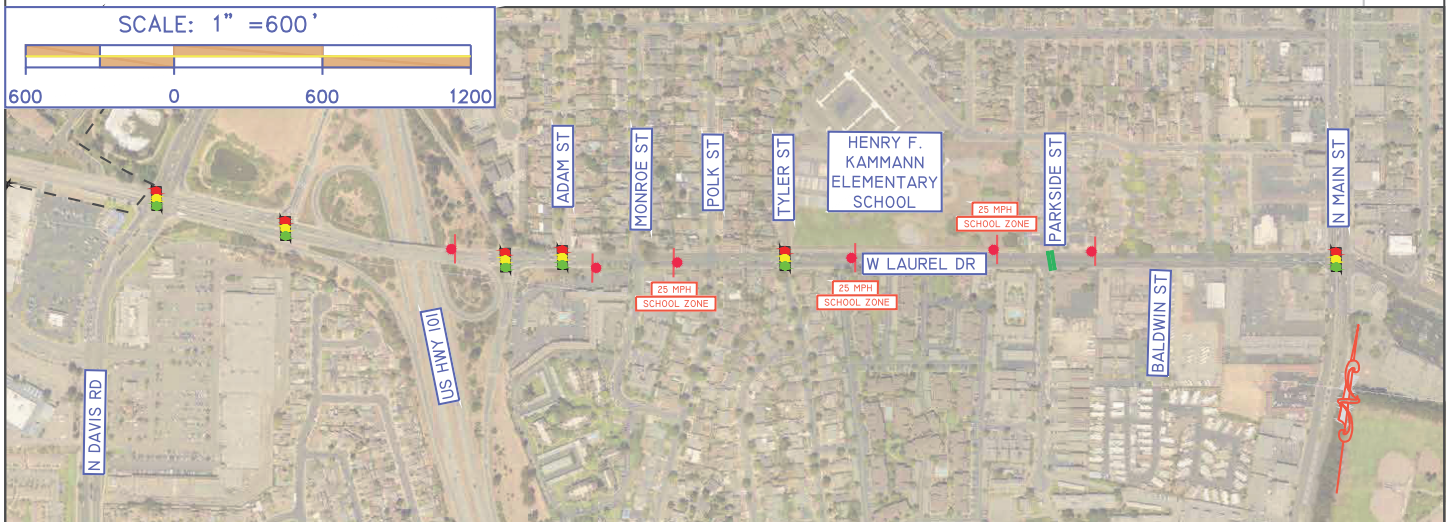 SCALE: 1" =600'
600 0 600 1200
ADAM ST
MONROE ST
POLK ST
TYLER ST
HENRY F.
KAMMANN
ELEMENTARY
SCHOOL
PARKSIDE ST
N MAIN ST
25 MPH
SCHOOL ZONE
W LAUREL DR
25 MPH
SCHOOL ZONE
25 MPH
SCHOOL ZONE
BALDWIN ST
US HWY 101
N DAVIS RD